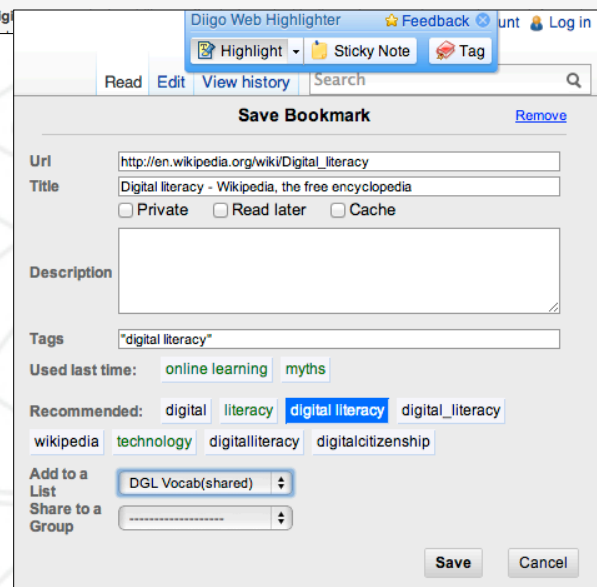 Diigo Web Highlighter Feedback unt Log in
Highlight Sticky Note Tag
Read Edit View history Search
Save Bookmark Remove
Url http://en.wikipedia.org/wiki/Digital_literacy
Title Digital literacy - Wikipedia, the free encyclopedia
Private Read later Cache
Description
Tags "digital literacy"
Used last time: online learning myths
Recommended: digital literacy digital literacy digital_literacy
wikipedia technology digitalliteracy digitalcitizenship
Add to a List DGL Vocab(shared)
Share to a Group -------------------
Save Cancel